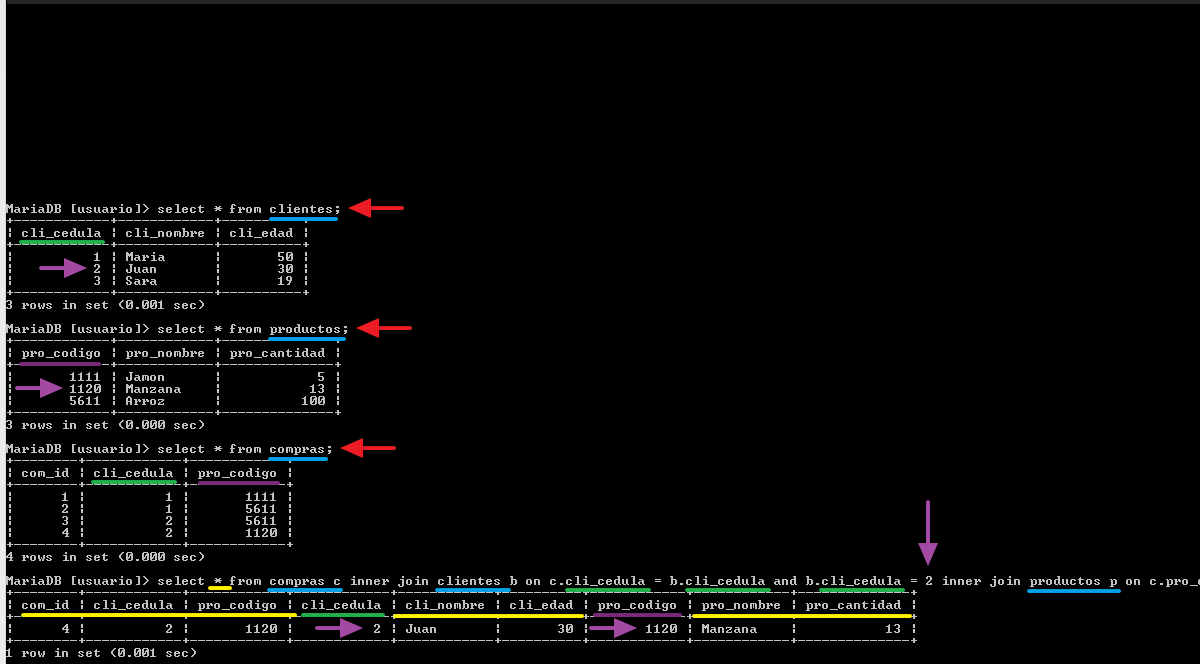 MariaDB [usuario]> select * from clientes;
cli_cedula | cli_nombre | cli_edad
1 | Maria | 50
2 | Juan | 30
3 | Sara | 19
3 rows in set (0.001 sec)
MariaDB [usuario]> select * from productos;
pro_codigo | pro_nombre | pro_cantidad
1111 | Jamon | 5
1120 | Manzana | 13
5611 | Arroz | 100
3 rows in set (0.000 sec)
MariaDB [usuario]> select * from compras;
com_id | cli_cedula | pro_codigo
1 | 1 | 1111
2 | 1 | 5611
3 | 2 | 5611
4 | 2 | 1120
4 rows in set (0.000 sec)
MariaDB [usuario]> select * from compras c inner join clientes b on c.cli_cedula = b.cli_cedula and b.cli_cedula = 2 inner join productos p on c.pro_c
com_id | cli_cedula | pro_codigo | cli_cedula | cli_nombre | cli_edad | pro_codigo | pro_nombre | pro_cantidad
4 | 2 | 1120 | 2 | Juan | 30 | 1120 | Manzana | 13
1 row in set (0.001 sec)